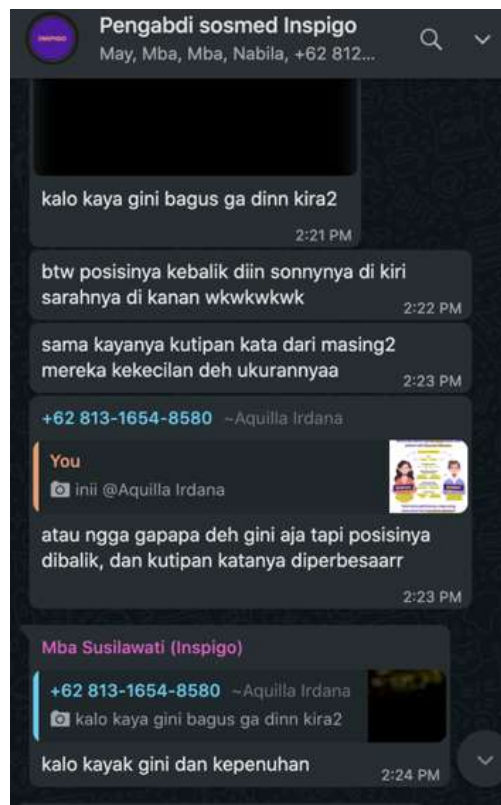 INSPIGO
Pengabdi sosmed Inspigo
May, Mba, Mba, Nabila, +62 812...
kalo kaya gini bagus ga dinn kira2
2:21 PM
btw posisinya kebalik diin sonnynya di kiri
sarahnya di kanan wkwkwkwk
2:22 PM
sama kayanya kutipan kata dari masing2
mereka kekecilan deh ukurannyaa
2:23 PM
+62 813-1654-8580 ~Aquilla Irdana
You
inii @Aquilla Irdana
atau ngga gapapa deh gini aja tapi posisinya
dibalik, dan kutipan katanya diperbesaarr
2:23 PM
Mba Susilawati (Inspigo)
+62 813-1654-8580 ~Aquilla Irdana
kalo kaya gini bagus ga dinn kira2
kalo kayak gini dan kepenuhan
2:24 PM